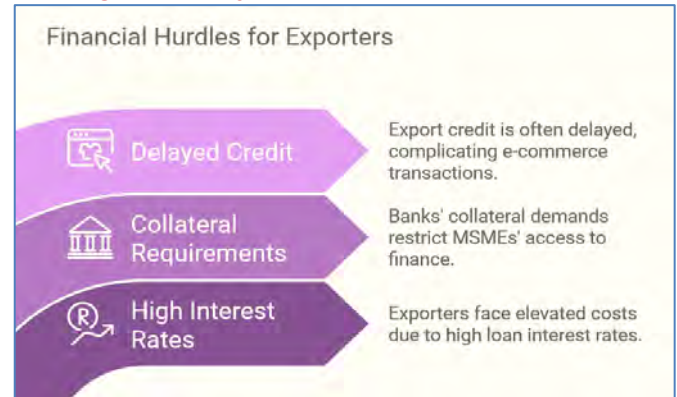 Financial Hurdles for Exporters
Delayed Credit
Export credit is often delayed,
complicating e-commerce
transactions.
Collateral
Requirements
Banks' collateral demands
restrict MSMEs' access to
finance.
High Interest
Rates
Exporters face elevated costs
due to high loan interest rates.